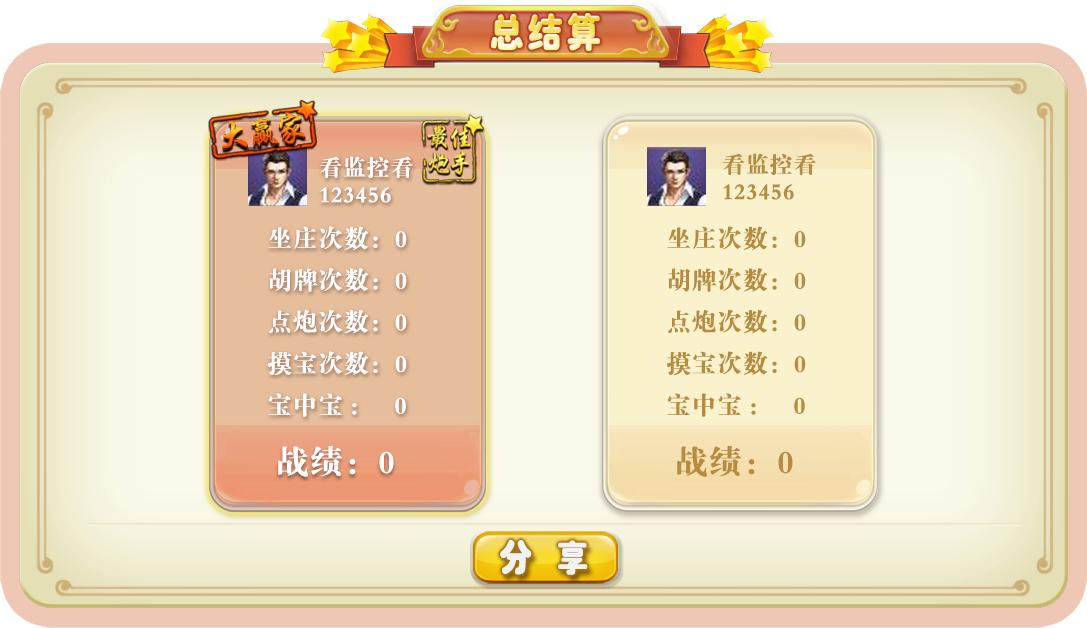 总结算
大赢家
最佳
炮手
看监控看
123456
坐庄次数：0
胡牌次数：0
点炮次数：0
摸宝次数：0
宝中宝： 0
战绩：0
看监控看
123456
坐庄次数：0
胡牌次数：0
点炮次数：0
摸宝次数：0
宝中宝： 0
战绩：0
分 享